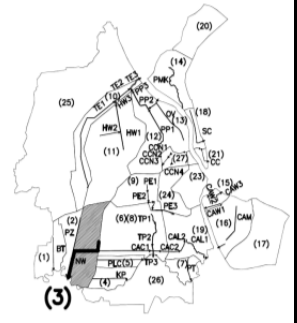 (20)
(14)
PMK
TE3
TE2
PP3
TE1 (10)
HW3
PP2
(25)
OV
(13)
(18)
PP1
SC
HW2
HW1
(12)
CCN1
CCN2
CCN3
(11)
(27)
(21)
CC
CCN4
(23)
(9) PE1
(15)
CAW3
PE2
(24)
PE3
CAW1
(2)
PZ
(6)(8) TP1
(16)
CAM
BT
TP2
CAL2
(19)
CAL1
(17)
(1)
NW
CAC1
CAC2
PLC(5)
TP3
(7)
PT
KP
(3)
(4)
(26)